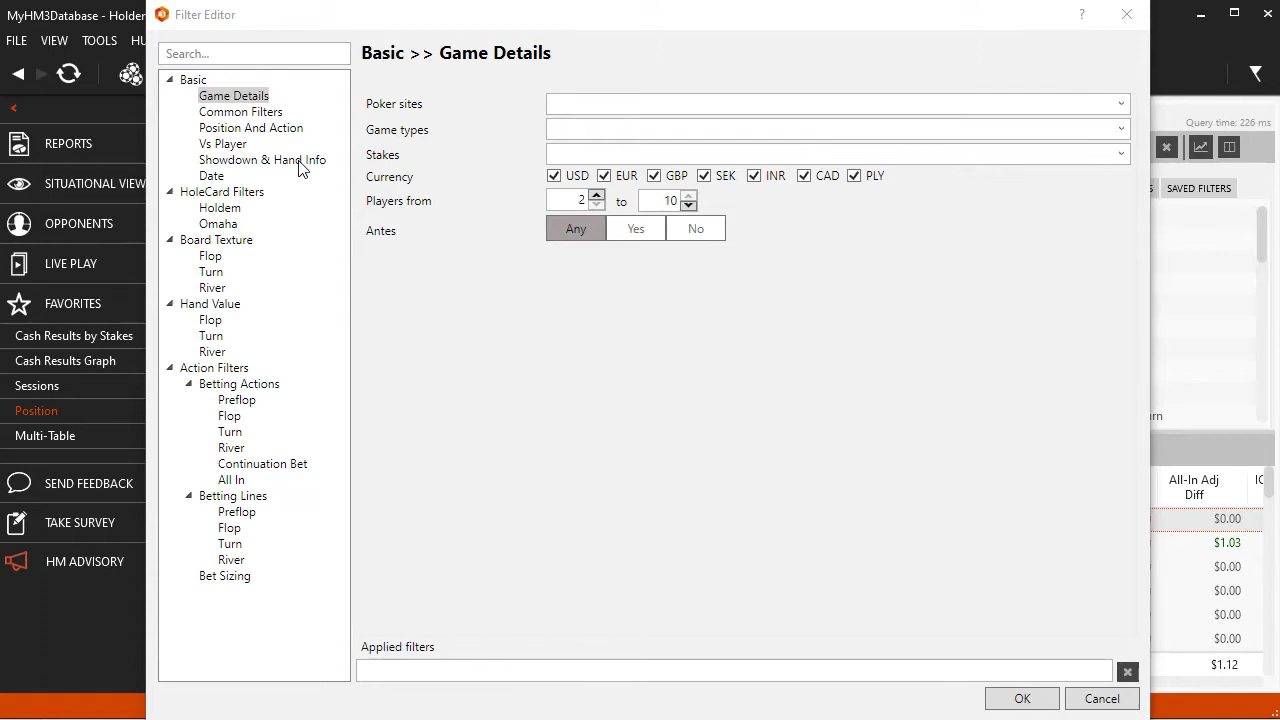 MyHM3Database - Holder
Filter Editor
FILE VIEW TOOLS HU
Search...
Basic >> Game Details
Basic
Game Details
Common Filters
Position And Action
Vs Player
Showdown & Hand Info
Date
HoleCard Filters
Holdem
Omaha
Board Texture
Flop
Turn
River
Hand Value
Flop
Turn
River
Action Filters
Betting Actions
Preflop
Flop
Turn
River
Continuation Bet
All In
Betting Lines
Preflop
Flop
Turn
River
Bet Sizing
Poker sites
Game types
Stakes
Currency USD EUR GBP SEK INR CAD PLY
Players from 2 to 10
Antes Any Yes No
Applied filters
OK Cancel
REPORTS
SITUATIONAL VIEW
OPPONENTS
LIVE PLAY
FAVORITES
Cash Results by Stakes
Cash Results Graph
Sessions
Position
Multi-Table
SEND FEEDBACK
TAKE SURVEY
HM ADVISORY
Query time: 226 ms
S SAVED FILTERS
urn
All-In Adj
Diff
IC
$0.00
$1.03
$0.00
$0.00
$0.00
$0.00
$1.12